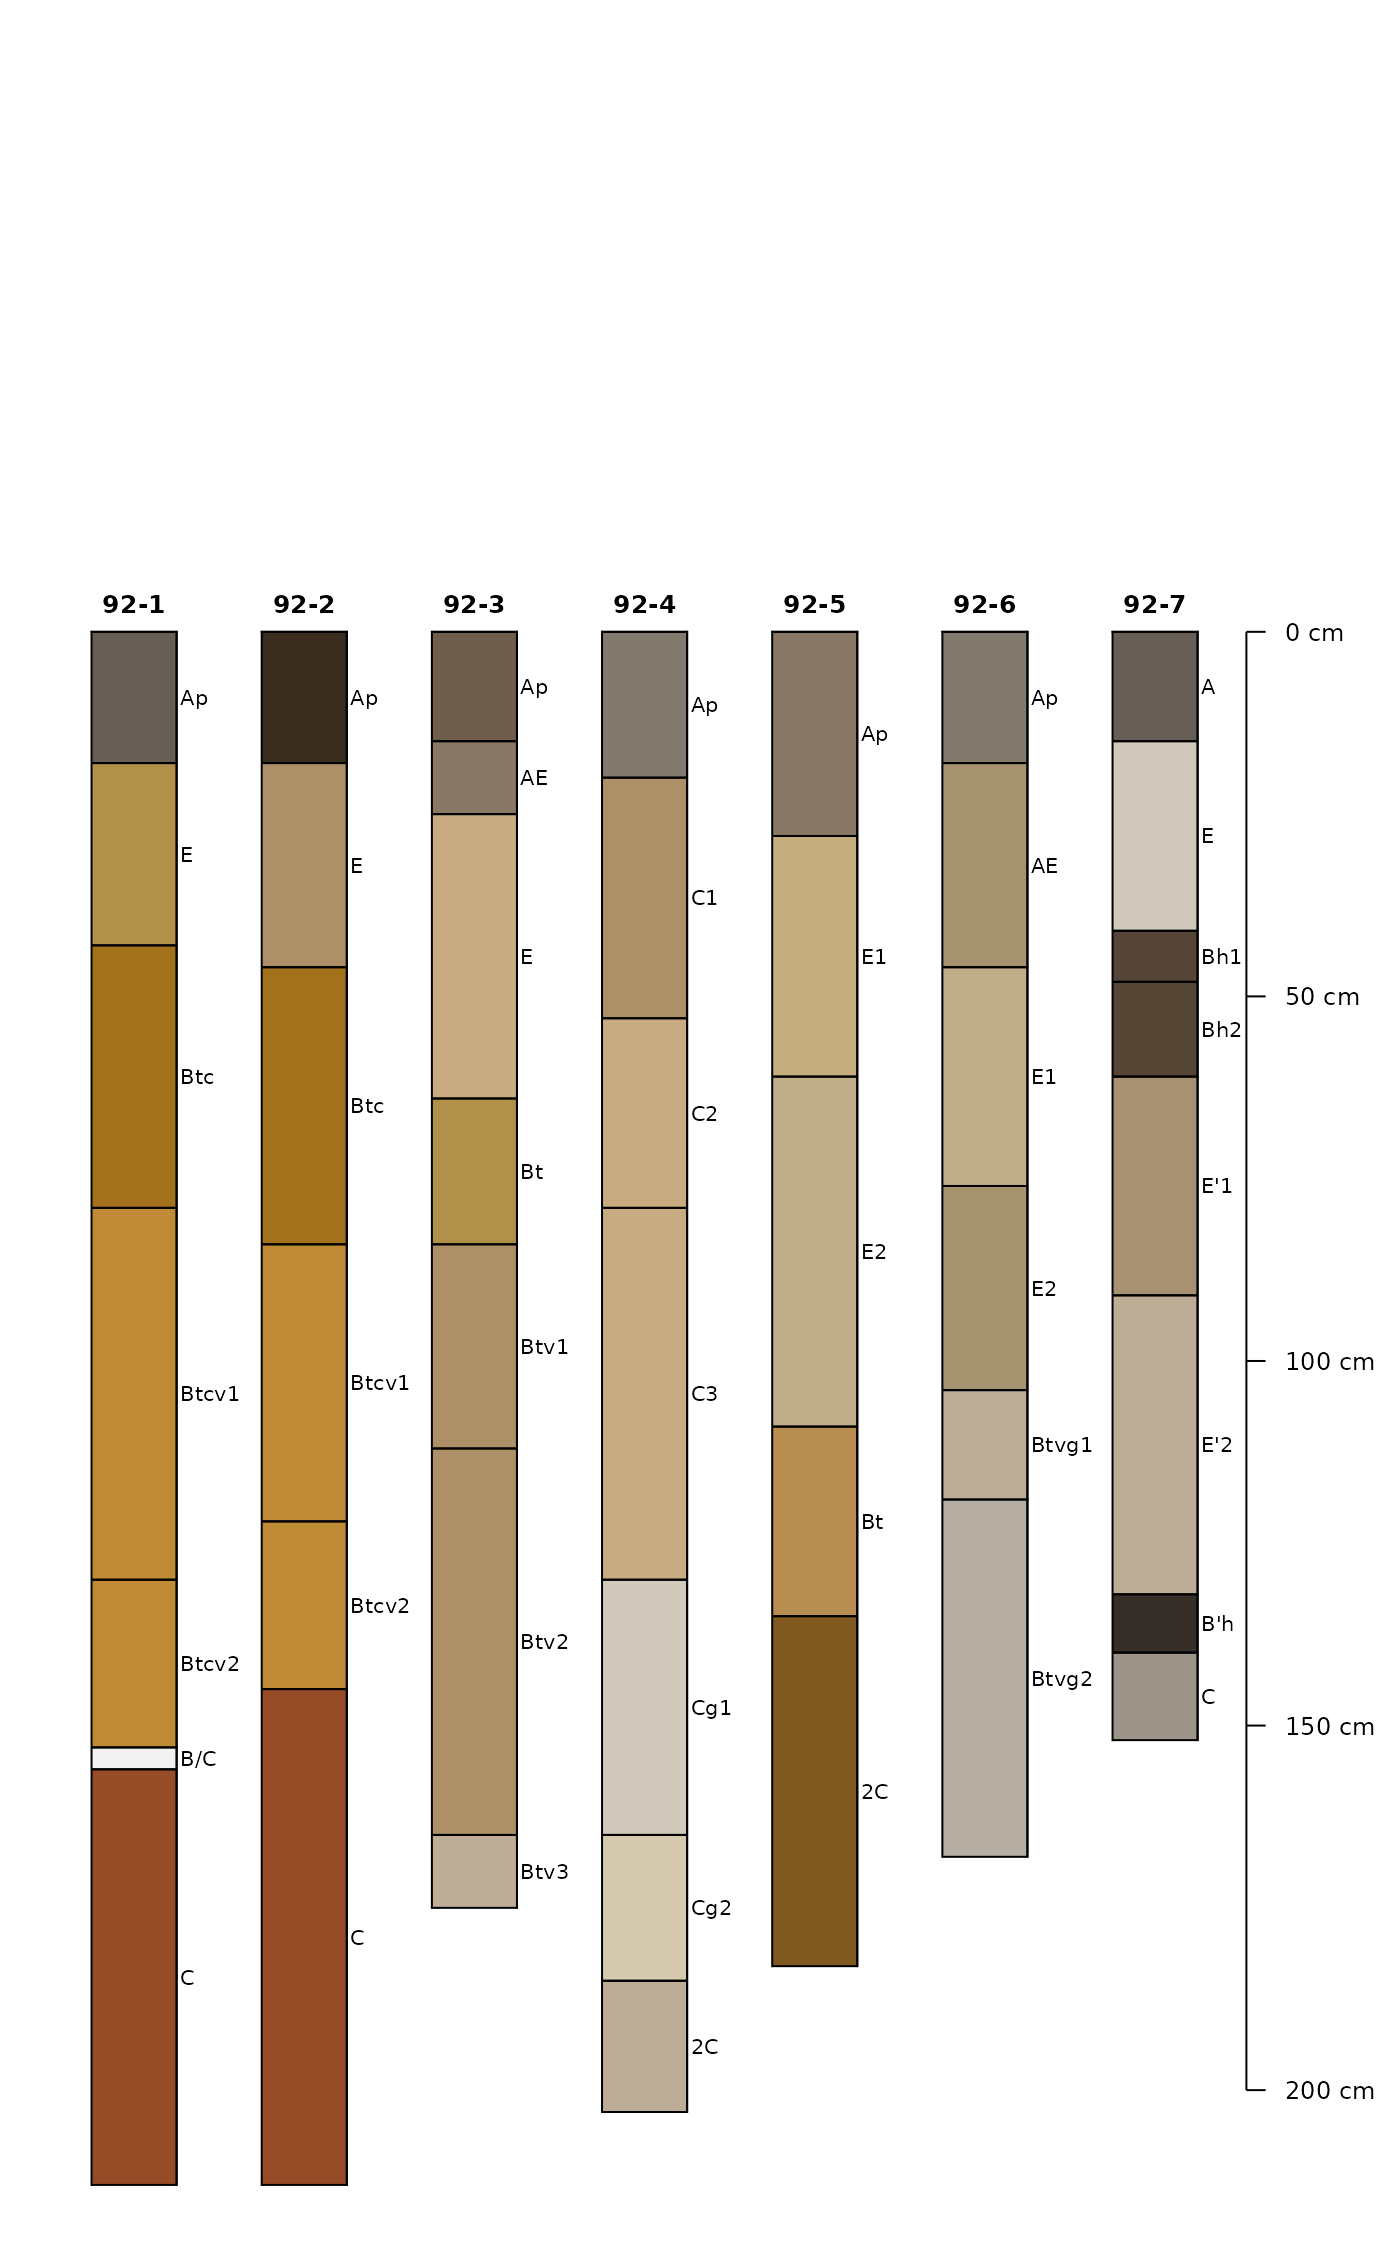 92-1 92-2 92-3 92-4 92-5 92-6 92-7
0 cm
Ap Ap Ap Ap Ap Ap A
AE
E E E C1 E1 AE E
Bh1
50 cm
Bh2
Btc Btc Bt C2 E2 E1 E'1
E2
Btcv1 Btcv1 Btv1 C3
100 cm
Btvg1 E'2
Bt
Btcv2 Btcv2 Btv2 Cg1 Btvg2 B'h
C
150 cm
B/C
2C
Btv3
Cg2
C C
2C
200 cm